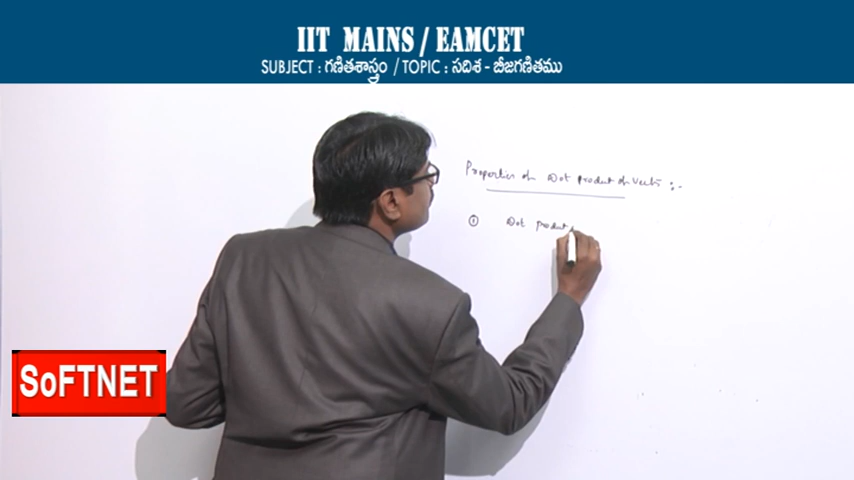 IIT MAINS / EAMCET
SUBJECT : గణితశాస్త్రం / TOPIC : సదిశ - బీజగణితము
Properties of Dot product of Vectors :-
① Dot product
SoFTNET